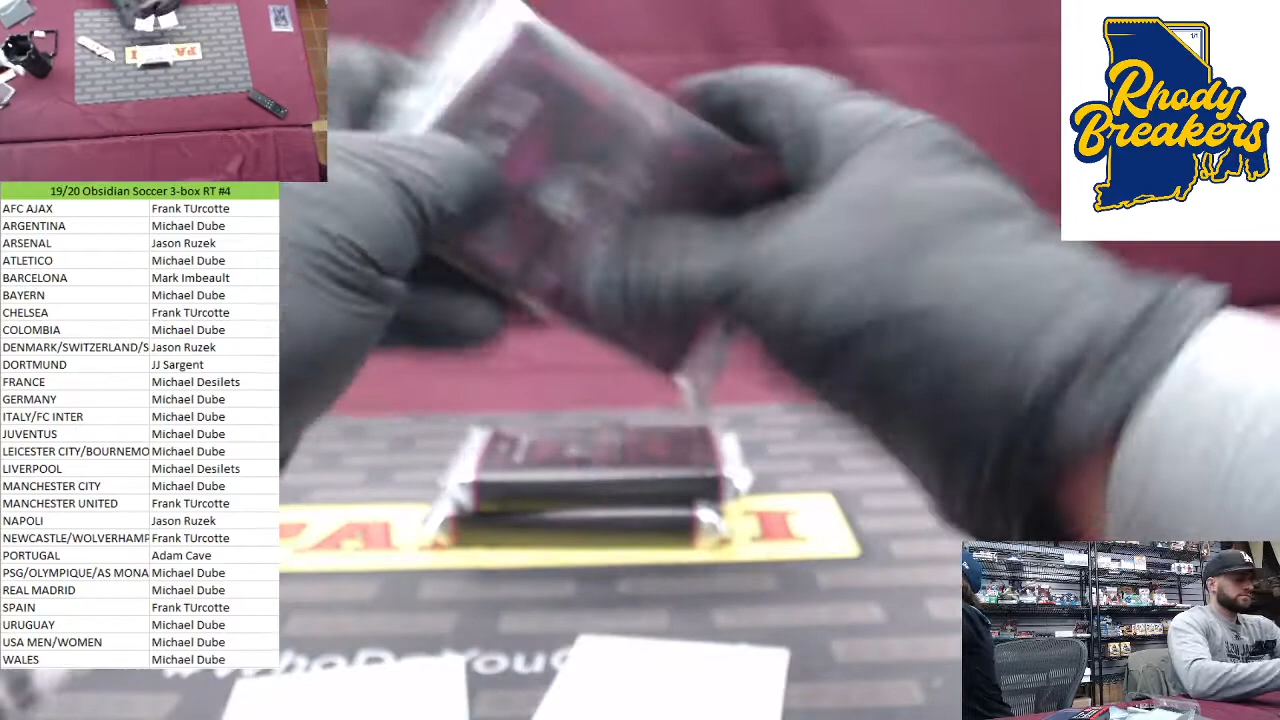 19/20 Obsidian Soccer 3-box RT #4
AFC AJAX Frank TUrcotte
ARGENTINA Michael Dube
ARSENAL Jason Ruzek
ATLETICO Michael Dube
BARCELONA Mark Imbeault
BAYERN Michael Dube
CHELSEA Frank TUrcotte
COLOMBIA Michael Dube
DENMARK/SWITZERLAND/S Jason Ruzek
DORTMUND JJ Sargent
FRANCE Michael Desilets
GERMANY Michael Dube
ITALY/FC INTER Michael Dube
JUVENTUS Michael Dube
LEICESTER CITY/BOURNEMO Michael Dube
LIVERPOOL Michael Desilets
MANCHESTER CITY Michael Dube
MANCHESTER UNITED Frank TUrcotte
NAPOLI Jason Ruzek
NEWCASTLE/WOLVERHAMP Frank TUrcotte
PORTUGAL Adam Cave
PSG/OLYMPIQUE/AS MONA Michael Dube
REAL MADRID Michael Dube
SPAIN Frank TUrcotte
URUGUAY Michael Dube
USA MEN/WOMEN Michael Dube
WALES Michael Dube
Rhody
Breakers
1/1